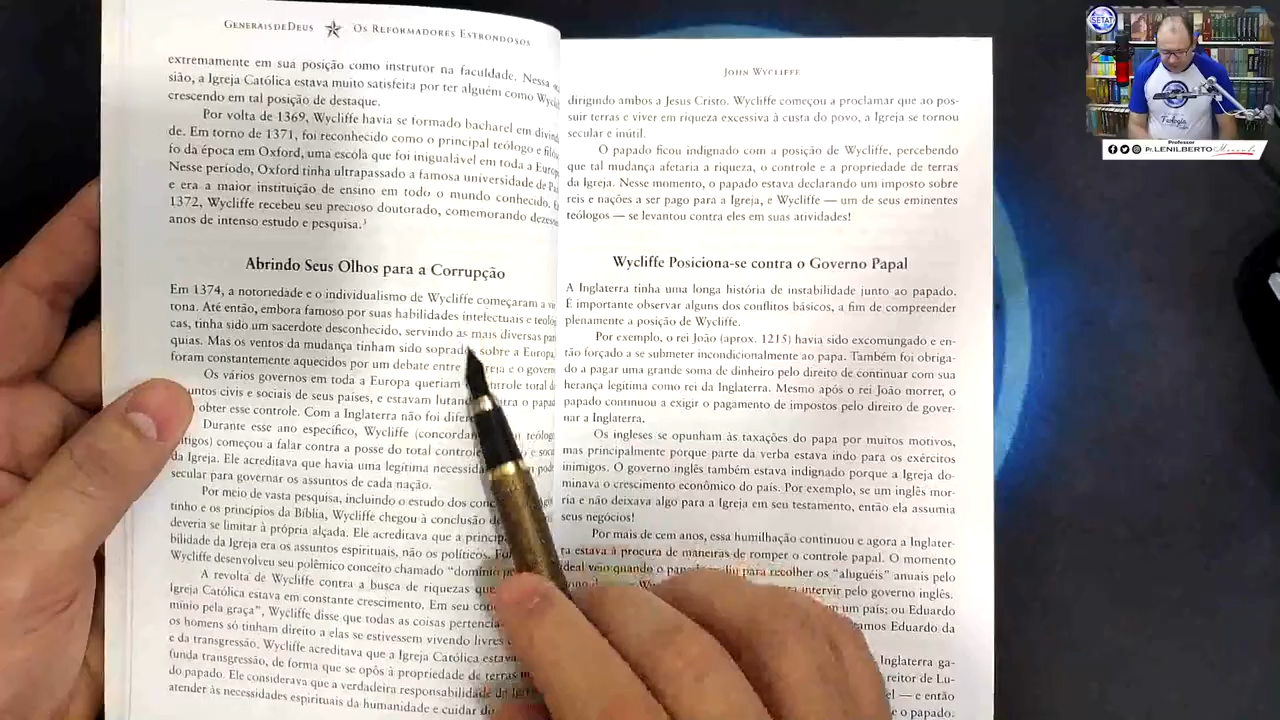 GENERAIS DE DEUS ★ OS REFORMADORES ESTRONDOSOS
extremamente em sua posição como instrutor na faculdade. Nessa
sião, a Igreja Católica estava muito satisfeita por ter alguém como Wycl
crescendo em tal posição de destaque.
Por volta de 1369, Wycliffe havia se formado bacharel em divin
de. Em torno de 1371, foi reconhecido como o principal teólogo e filó
fo da época em Oxford, uma escola que foi inigualável em toda a Europ
Nesse período, Oxford tinha ultrapassado a famosa universidade de Pa
e era a maior instituição de ensino em todo o mundo conhecido.
1372, Wycliffe recebeu seu precioso doutorado, comemorando dezes
anos de intenso estudo e pesquisa.³
Abrindo Seus Olhos para a Corrupção
Em 1374, a notoriedade e o individualismo de Wycliffe começaram a
tona. Até então, embora famoso por suas habilidades intelectuais e teoló
cas, tinha sido um sacerdote desconhecido, servindo as mais diversas
quias. Mas os ventos da mudança tinham sido soprados sobre a Europa,
foram constantemente aquecidos por um debate entre a Igreja e o govern
Os vários governos em toda a Europa queriam controle total d
untos civis e sociais de seus países, e estavam lutando contra o papa
obter esse controle. Com a Inglaterra não foi difer
Durante esse ano específico, Wycliffe (concordan teólogo
tigos) começou a falar contra a posse do total controle e soci
da Igreja. Ele acreditava que havia uma legítima necessida pode
secular para governar os assuntos de cada nação.
Por meio de vasta pesquisa, incluindo o estudo dos conc
tinho e os princípios da Bíblia, Wycliffe chegou à conclusão de
deveria se limitar à própria alçada. Ele acreditava que a princip
bilidade da Igreja era os assuntos espirituais, não os políticos.
Wycliffe desenvolveu seu polêmico conceito chamado "domínio
A revolta de Wycliffe contra a busca de riquezas que
Igreja Católica estava em constante crescimento. Em seu con
mínio pela graça", Wycliffe disse que todas as coisas pertencia
os homens só tinham direito a elas se estivessem vivendo livres
e da transgressão. Wycliffe acreditava que a Igreja Católica estava
funda transgressão, de forma que se opôs à propriedade de terras
do papado. Ele considerava que a verdadeira responsabilidade da Igre
atender às necessidades espirituais da humanidade e cuidar do
JOHN WYCLIFFE
dirigindo ambos a Jesus Cristo. Wycliffe começou a proclamar que ao pos-
suir terras e viver em riqueza excessiva à custa do povo, a Igreja se tornou
secular e inútil.
O papado ficou indignado com a posição de Wycliffe, percebendo
que tal mudança afetaria a riqueza, o controle e a propriedade de terras
da Igreja. Nesse momento, o papado estava declarando um imposto sobre
reis e nações a ser pago para a Igreja, e Wycliffe — um de seus eminentes
teólogos — se levantou contra eles em suas atividades!
Wycliffe Posiciona-se contra o Governo Papal
A Inglaterra tinha uma longa história de instabilidade junto ao papado.
É importante observar alguns dos conflitos básicos, a fim de compreender
plenamente a posição de Wycliffe.
Por exemplo, o rei João (aprox. 1215) havia sido excomungado e en-
tão forçado a se submeter incondicionalmente ao papa. Também foi obriga-
do a pagar uma grande soma de dinheiro pelo direito de continuar com sua
herança legítima como rei da Inglaterra. Mesmo após o rei João morrer, o
papado continuou a exigir o pagamento de impostos pelo direito de gover-
nar a Inglaterra.
Os ingleses se opunham às taxações do papa por muitos motivos,
mas principalmente porque parte da verba estava indo para os exércitos
inimigos. O governo inglês também estava indignado porque a Igreja do-
minava o crescimento econômico do país. Por exemplo, se um inglês mor-
ria e não deixava algo para a Igreja em seu testamento, então ela assumia
seus negócios!
Por mais de cem anos, essa humilhação continuou e agora a Inglater-
ra estava à procura de maneiras de romper o controle papal. O momento
ideal veio quando o papa para recolher os "aluguéis" anuais pelo
intervir pelo governo inglês.
um país; ou Eduardo
amos Eduardo da
Inglaterra ga-
reitor de Lu-
— e então
e o papado.
SETAT
Teologia
Professor
Pr. LENILBERTO Miranda